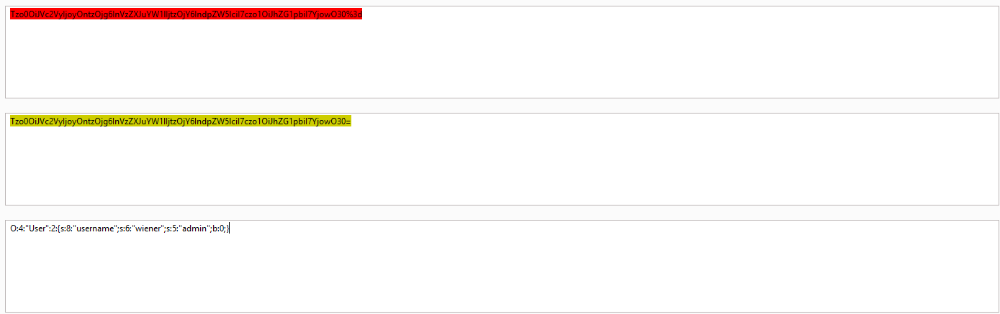 Tzo0OiJVc2VyIjoyOntzOjg6InVzZXJuYW1lIjtzOjY6IndpZW5lciI7czo1OiJhZG1pbiI7YjowO30%3d
Tzo0OiJVc2VyIjoyOntzOjg6InVzZXJuYW1lIjtzOjY6IndpZW5lciI7czo1OiJhZG1pbiI7YjowO30=
O:4:"User":2:{s:8:"username";s:6:"wiener";s:5:"admin";b:0;}